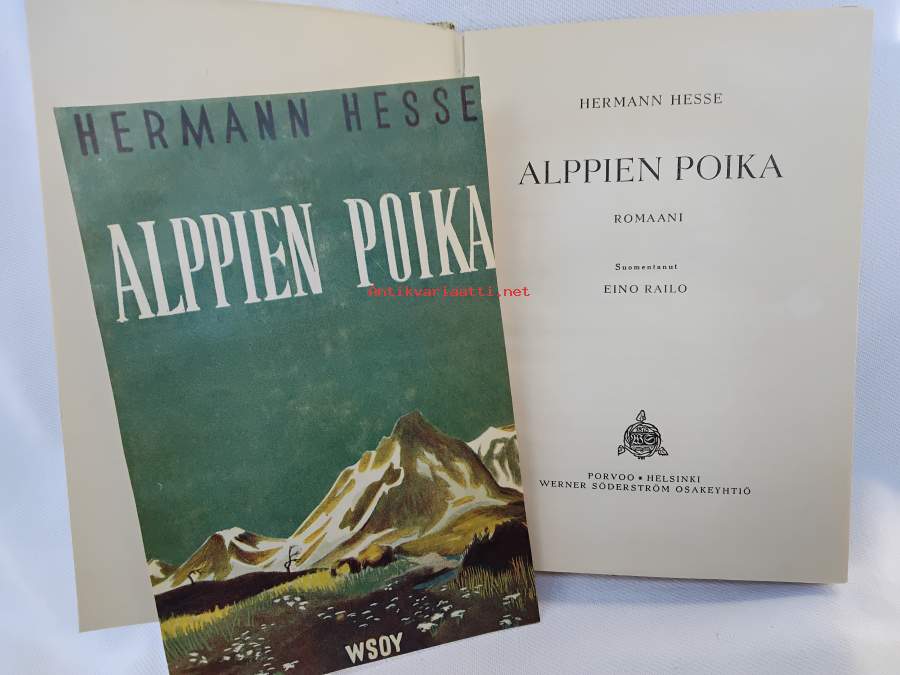 HERMANN HESSE
ALPPIEN POIKA
WSOY
HERMANN HESSE
ALPPIEN POIKA
ROMAANI
Suomentanut
EINO RAILO
WS
PORVOO • HELSINKI
WERNER SÖDERSTRÖM OSAKEYHTIÖ
Antikvariaatti.net